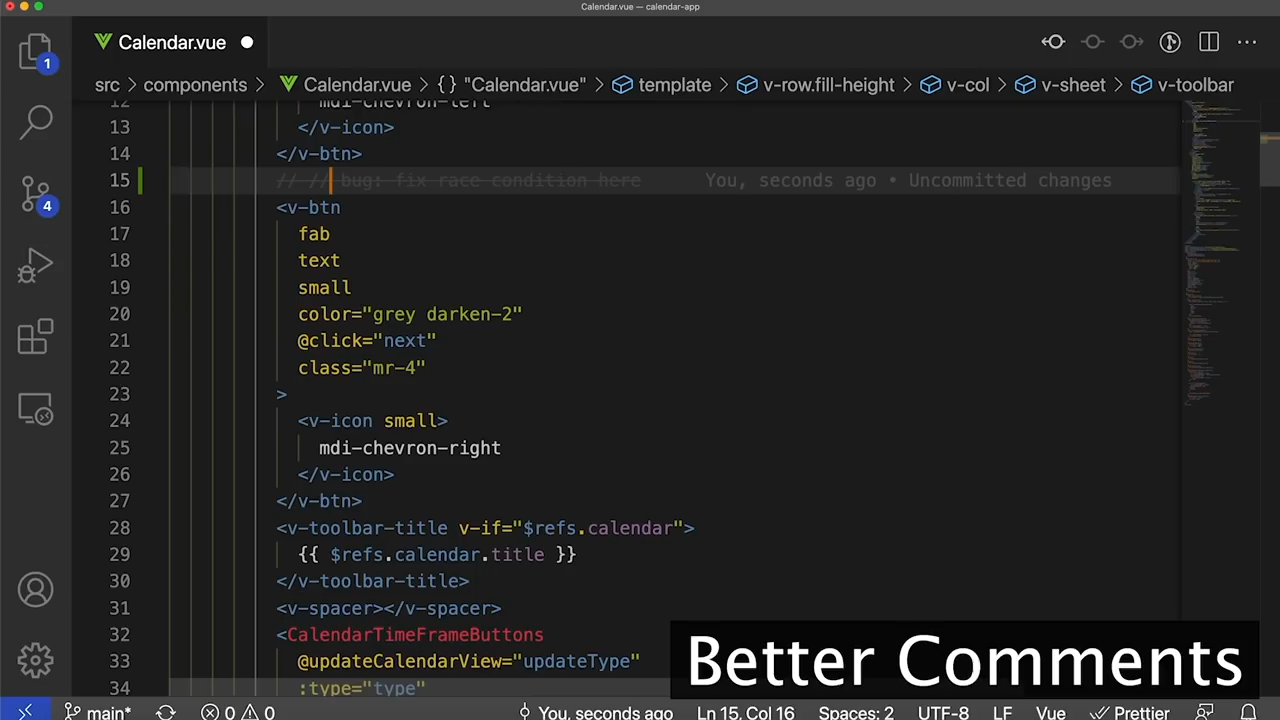 Calendar.vue — calendar-app
Calendar.vue
src > components > Calendar.vue > {} "Calendar.vue" > template > v-row.fill-height > v-col > v-sheet > v-toolbar
1
4
12 mdi-chevron-left
13 </v-icon>
14 </v-btn>
15 // // bug: fix race condition here You, seconds ago • Uncommitted changes
16 <v-btn
17 fab
18 text
19 small
20 color="grey darken-2"
21 @click="next"
22 class="mr-4"
23 >
24 <v-icon small>
25 mdi-chevron-right
26 </v-icon>
27 </v-btn>
28 <v-toolbar-title v-if="$refs.calendar">
29 {{ $refs.calendar.title }}
30 </v-toolbar-title>
31 <v-spacer></v-spacer>
32 <CalendarTimeFrameButtons
33 @updateCalendarView="updateType"
34 :type="type"
Better Comments
main* 0 0 You, seconds ago Ln 15, Col 16 Spaces: 2 UTF-8 LF Vue Prettier